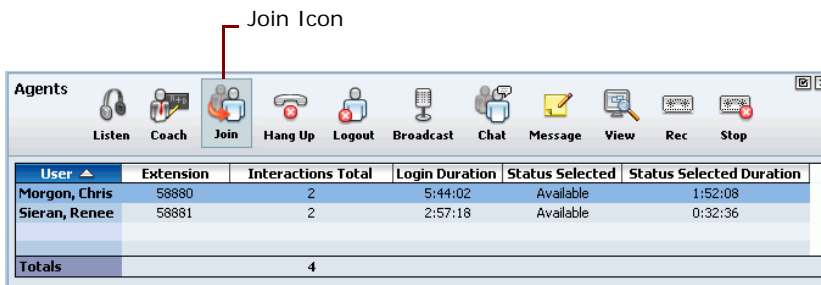 Join Icon
Agents
Listen Coach Join Hang Up Logout Broadcast Chat Message View Rec Stop
User Extension Interactions Total Login Duration Status Selected Status Selected Duration
Morgon, Chris 58880 2 5:44:02 Available 1:52:08
Sieran, Renee 58881 2 2:57:18 Available 0:32:36
Totals 4